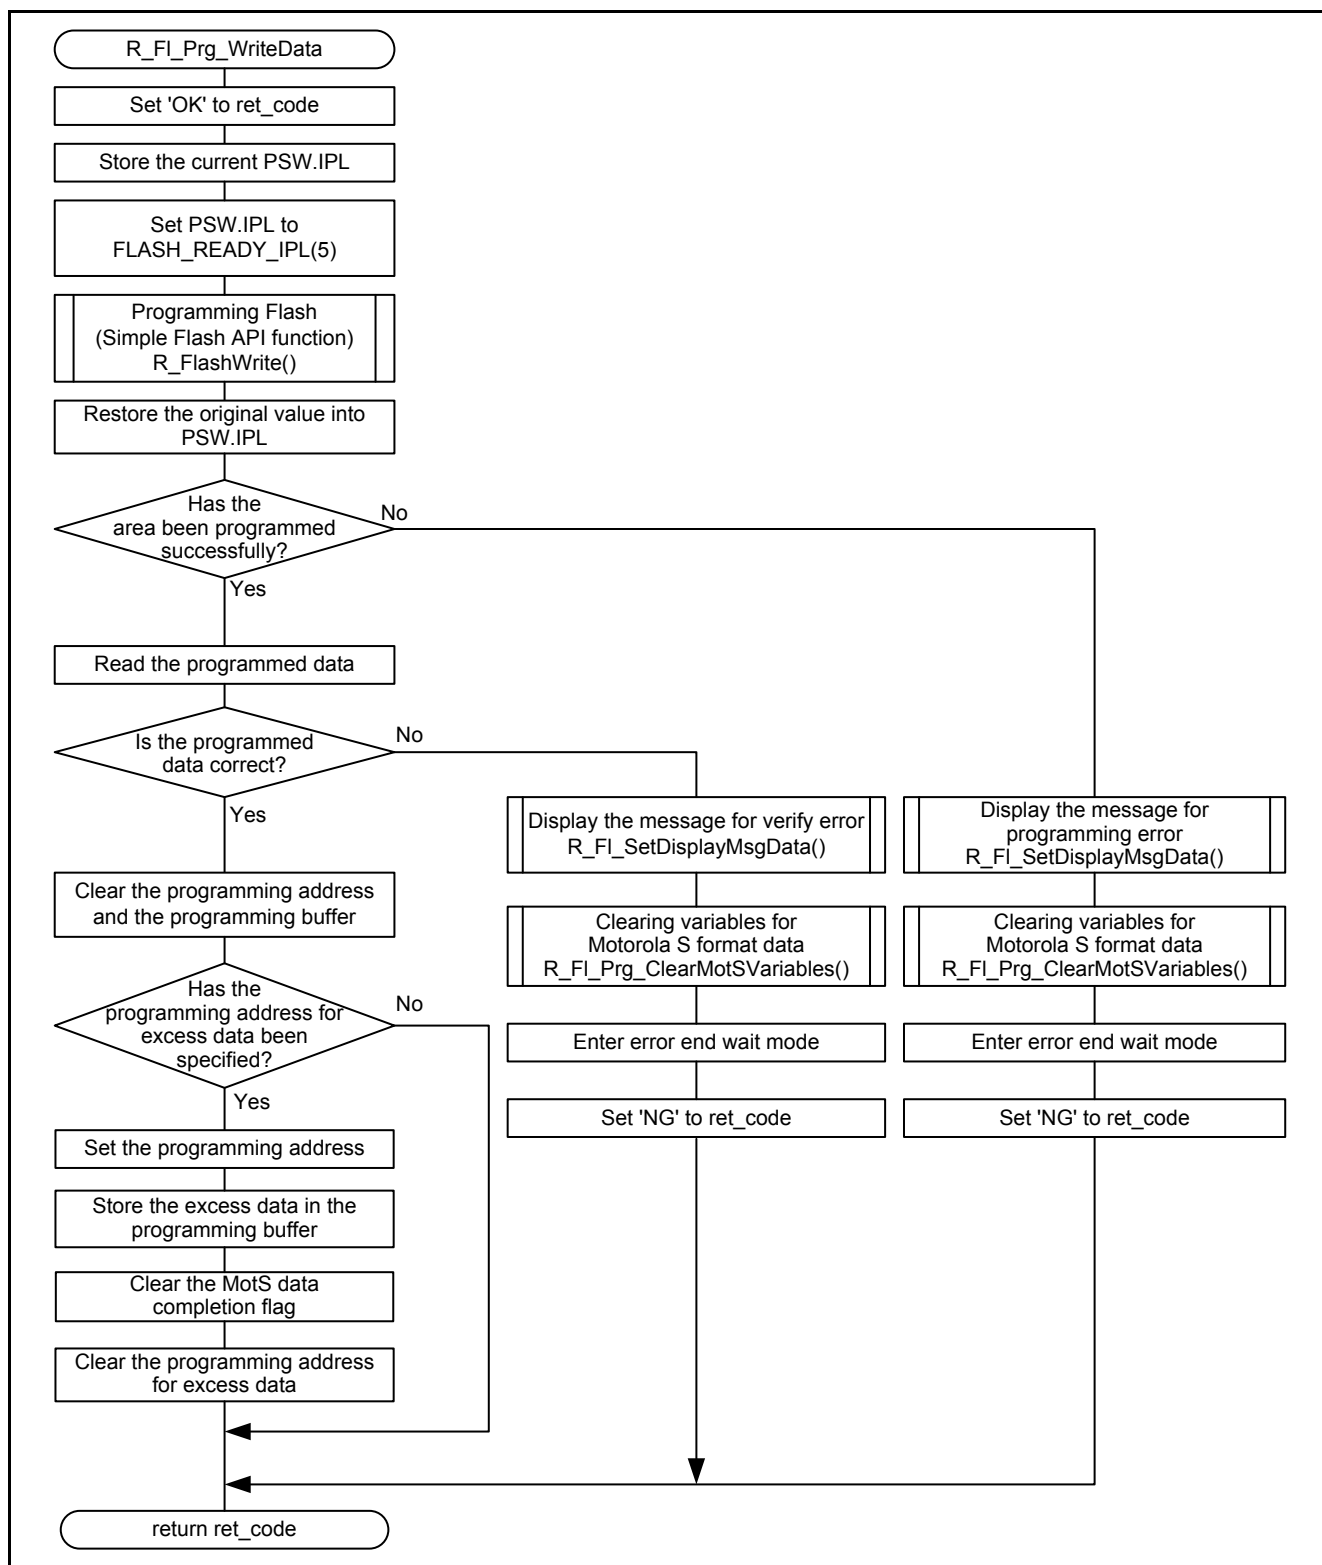 R_Fl_Prg_WriteData
Set 'OK' to ret_code
Store the current PSW.IPL
Set PSW.IPL to
FLASH_READY_IPL(5)
Programming Flash
(Simple Flash API function)
R_FlashWrite()
Restore the original value into
PSW.IPL
Has the
area been programmed
successfully?
No
Yes
Read the programmed data
Is the programmed
data correct?
No
Yes
Display the message for verify error
R_Fl_SetDisplayMsgData()
Display the message for
programming error
R_Fl_SetDisplayMsgData()
Clear the programming address
and the programming buffer
Clearing variables for
Motorola S format data
R_Fl_Prg_ClearMotSVariables()
Clearing variables for
Motorola S format data
R_Fl_Prg_ClearMotSVariables()
Has the
programming address for
excess data been
specified?
No
Yes
Enter error end wait mode
Enter error end wait mode
Set 'NG' to ret_code
Set 'NG' to ret_code
Set the programming address
Store the excess data in the
programming buffer
Clear the MotS data
completion flag
Clear the programming address
for excess data
return ret_code